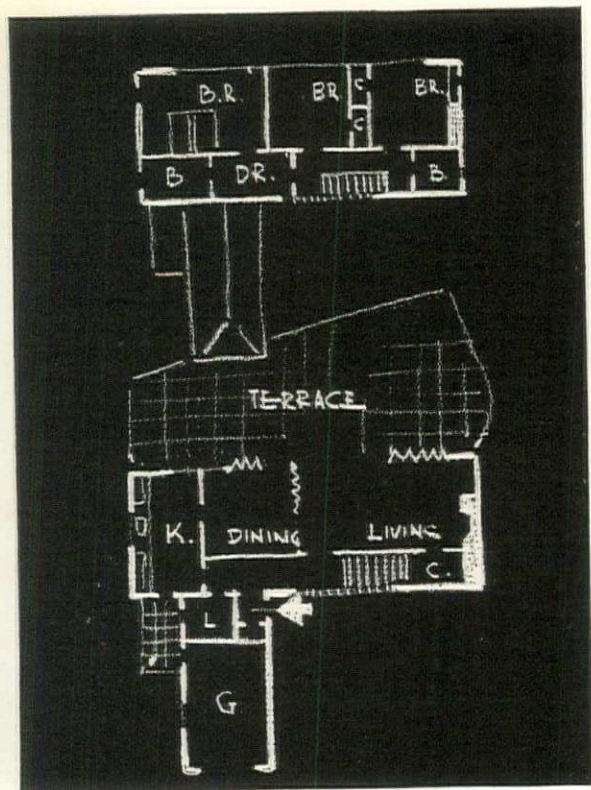 B.R. BR C BR.
C
B DR. B.
TERRACE
K. DINING LIVING
C.
L
G